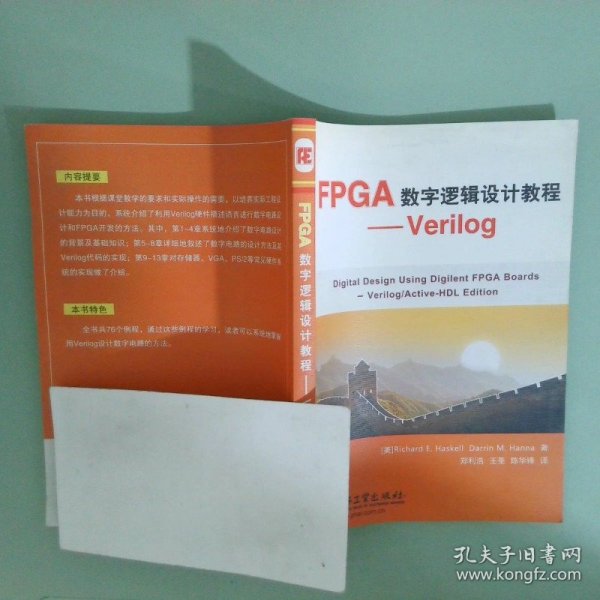 内容提要
本书根据课堂教学的要求和实际操作的需要，以培养实际工程设
计能力为目的，系统介绍了利用Verilog硬件描述语言进行数字电路设
计和FPGA开发的方法。其中，第1~4章系统地介绍了数字电路设计
的背景及基础知识；第5~8章详细地叙述了数字电路的设计方法及其
Verilog代码的实现；第9~13章对存储器、VGA、PS/2等常见硬件系
统的实现做了介绍。
本书特色
全书共76个例程，通过这些例程的学习，读者可以系统地掌握
用Verilog设计数字电路的方法。
FPGA 数字逻辑设计教程—
FPGA 数字逻辑设计教程
——Verilog
Digital Design Using Digilent FPGA Boards
– Verilog/Active-HDL Edition
[美]Richard E. Haskell Darrin M. Hanna 著
郑利浩 王荃 陈华锋 译
工业出版社
孔夫子旧书网
www.kongfz.com